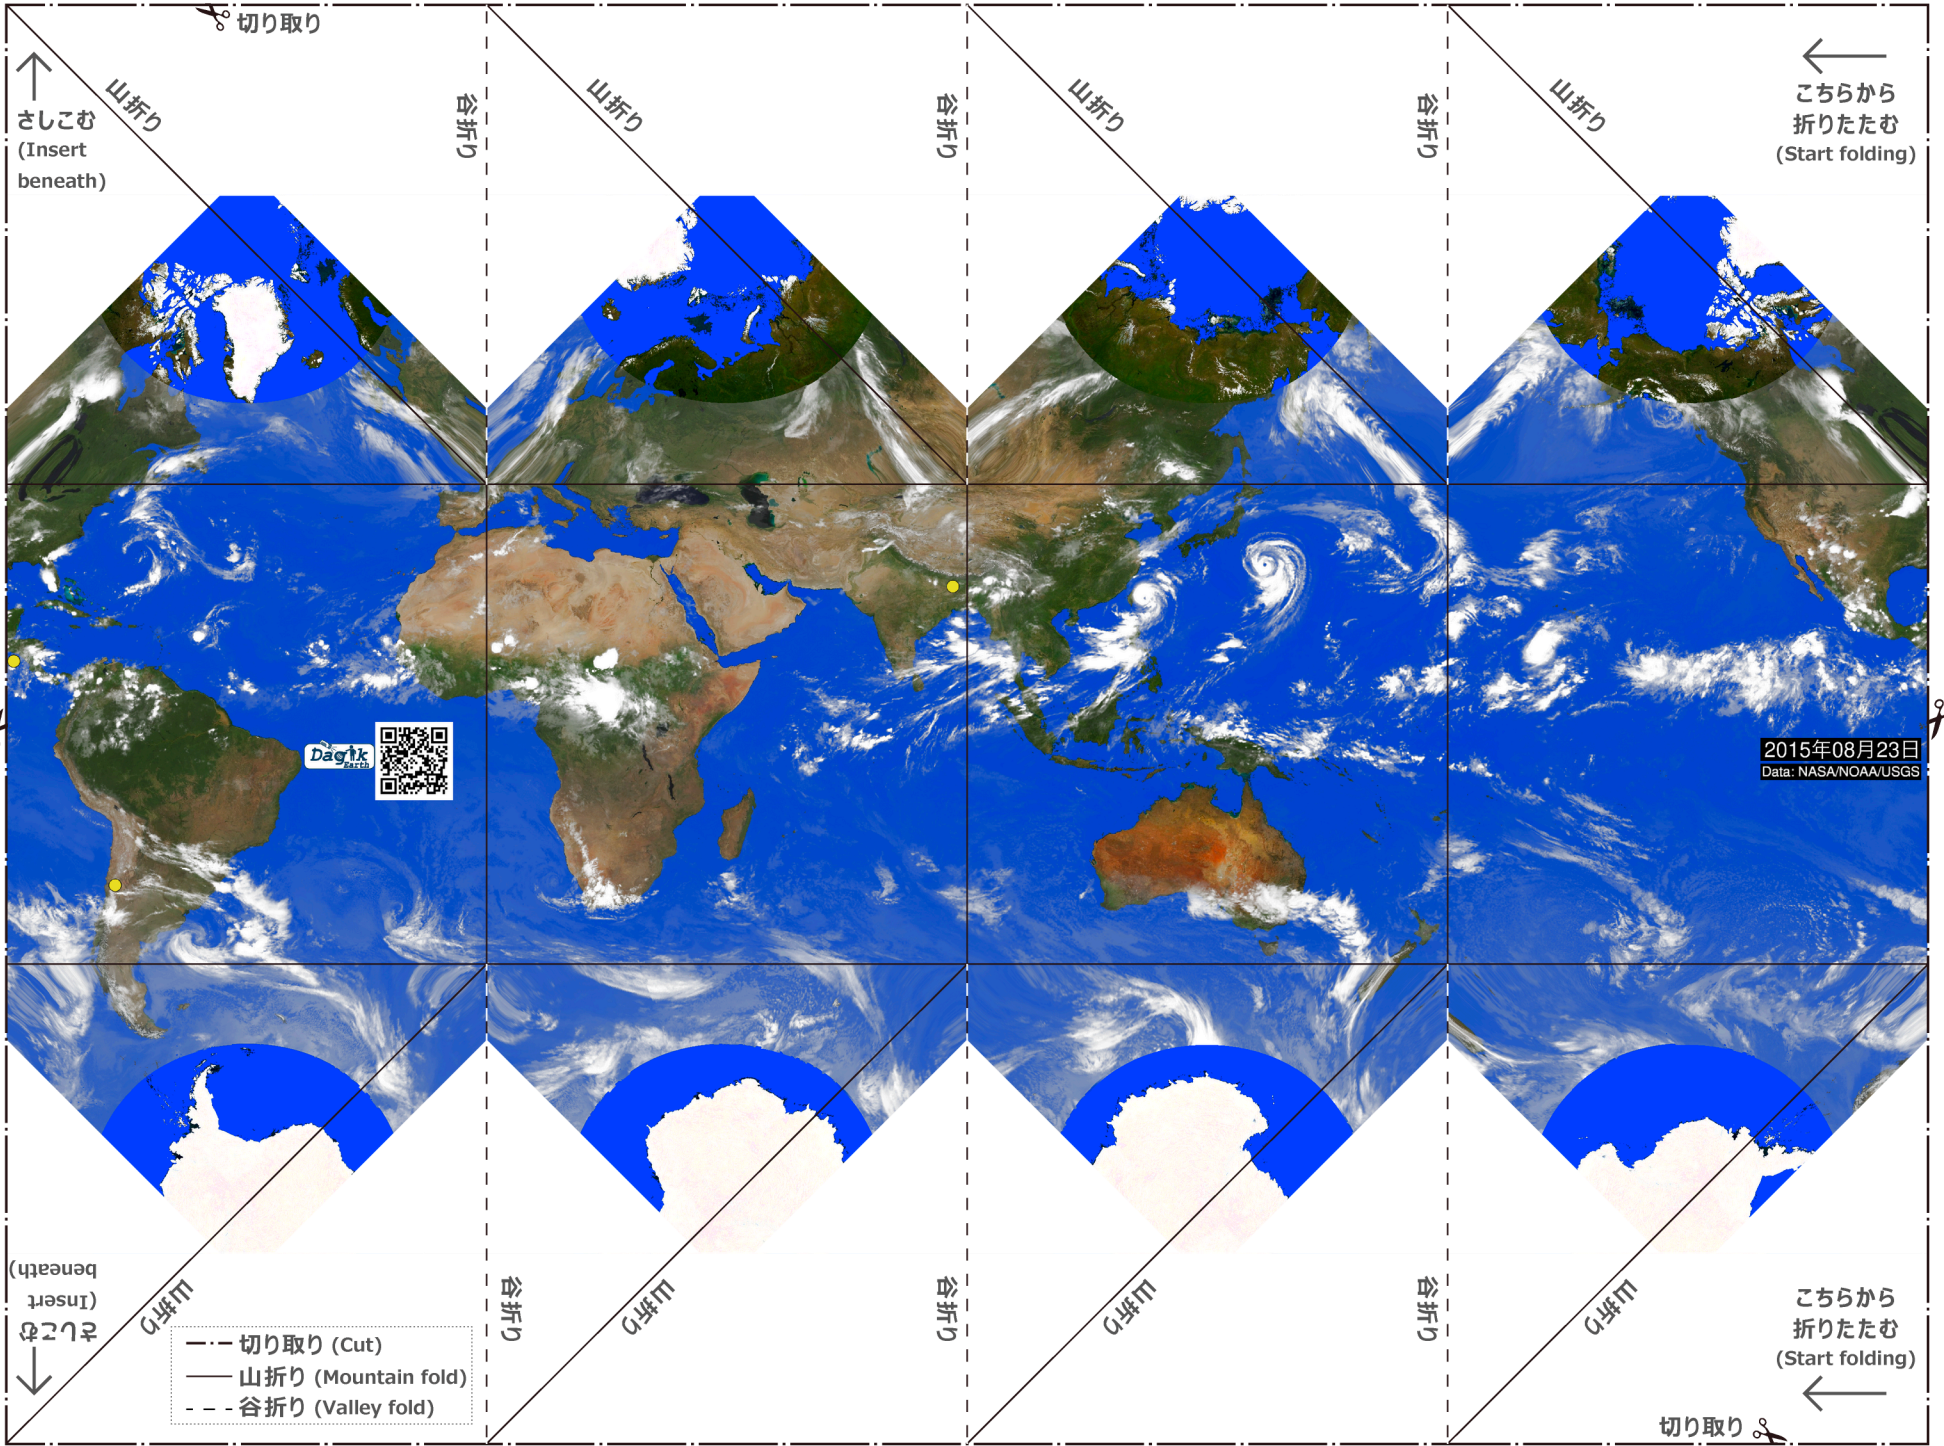 切り取り
山折り
谷折り
山折り
谷折り
山折り
谷折り
山折り
さしこむ
(Insert
beneath)
こちらから
折りたたむ
(Start folding)
Dagik
Earth
2015年08月23日
Data: NASA/NOAA/USGS
さしこむ
(Insert
beneath)
山折り
谷折り
山折り
谷折り
山折り
谷折り
山折り
切り取り (Cut)
山折り (Mountain fold)
谷折り (Valley fold)
こちらから
折りたたむ
(Start folding)
切り取り